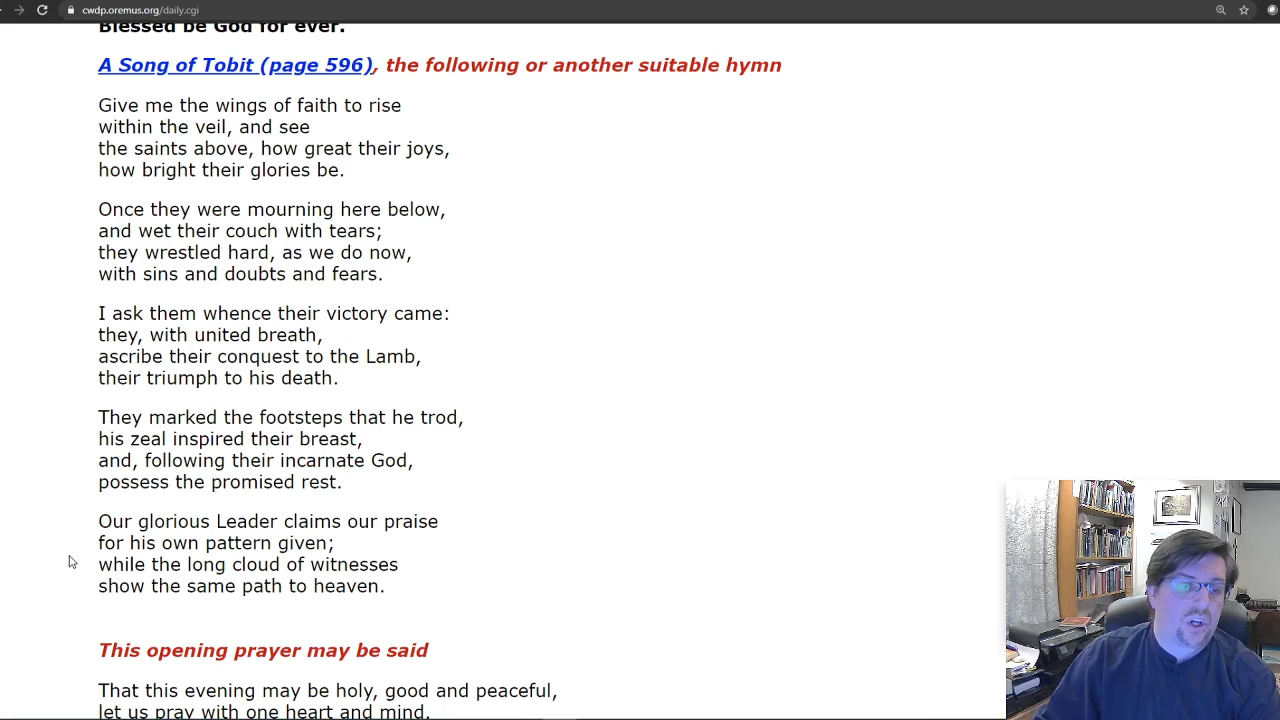 cwdp.oremus.org/daily.cgi
Blessed be God for ever.
A Song of Tobit (page 596), the following or another suitable hymn
Give me the wings of faith to rise
within the veil, and see
the saints above, how great their joys,
how bright their glories be.
Once they were mourning here below,
and wet their couch with tears;
they wrestled hard, as we do now,
with sins and doubts and fears.
I ask them whence their victory came:
they, with united breath,
ascribe their conquest to the Lamb,
their triumph to his death.
They marked the footsteps that he trod,
his zeal inspired their breast,
and, following their incarnate God,
possess the promised rest.
Our glorious Leader claims our praise
for his own pattern given;
while the long cloud of witnesses
show the same path to heaven.
This opening prayer may be said
That this evening may be holy, good and peaceful,
let us pray with one heart and mind.